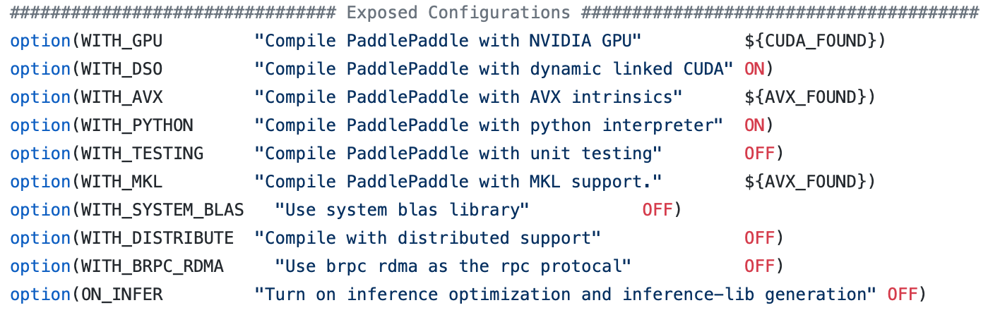 ################################ Exposed Configurations #######################################
option(WITH_GPU         "Compile PaddlePaddle with NVIDIA GPU"          ${CUDA_FOUND})
option(WITH_DSO         "Compile PaddlePaddle with dynamic linked CUDA" ON)
option(WITH_AVX         "Compile PaddlePaddle with AVX intrinsics"      ${AVX_FOUND})
option(WITH_PYTHON      "Compile PaddlePaddle with python interpreter"  ON)
option(WITH_TESTING     "Compile PaddlePaddle with unit testing"        OFF)
option(WITH_MKL         "Compile PaddlePaddle with MKL support."        ${AVX_FOUND})
option(WITH_SYSTEM_BLAS   "Use system blas library"           OFF)
option(WITH_DISTRIBUTE  "Compile with distributed support"              OFF)
option(WITH_BRPC_RDMA     "Use brpc rdma as the rpc protocal"           OFF)
option(ON_INFER         "Turn on inference optimization and inference-lib generation" OFF)